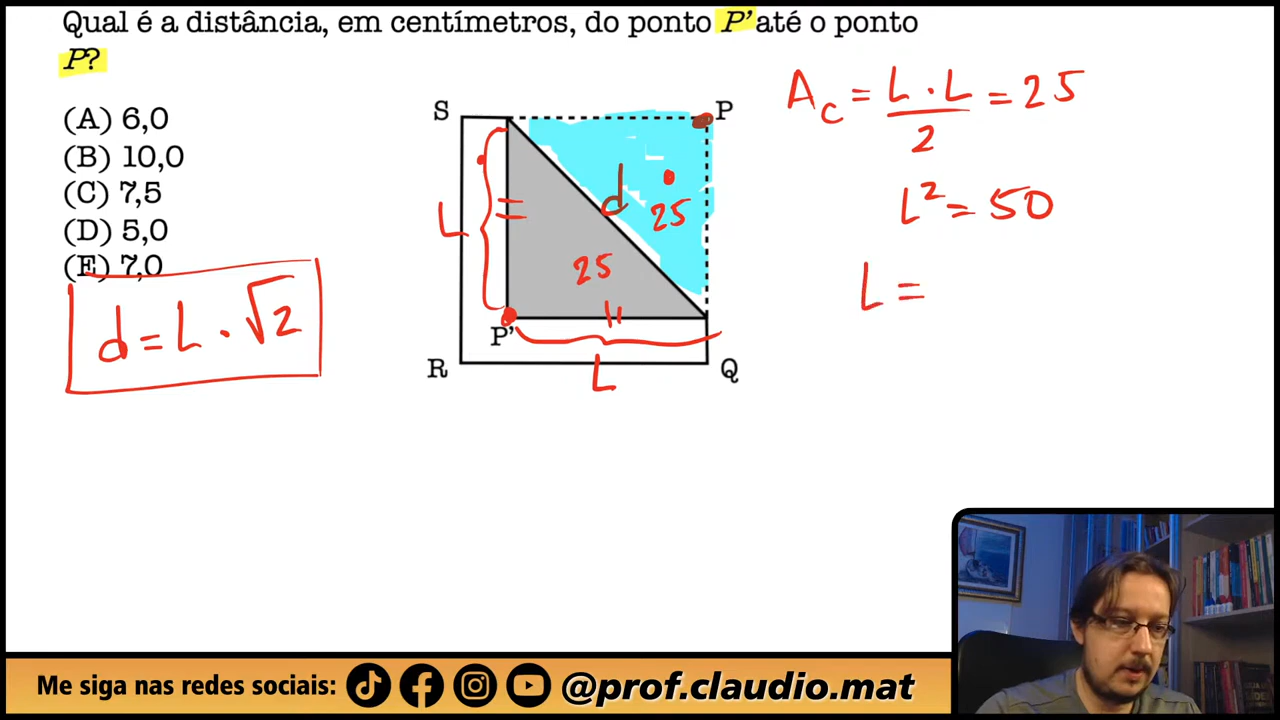 Qual é a distância, em centímetros, do ponto P' até o ponto
P?
(A) 6,0
(B) 10,0
(C) 7,5
(D) 5,0
(E) 7,0
d = L . √2
S
P
L
d
25
25
P'
R
L
Q
Ac = L . L / 2 = 25
L² = 50
L =
Me siga nas redes sociais: @prof.claudio.mat